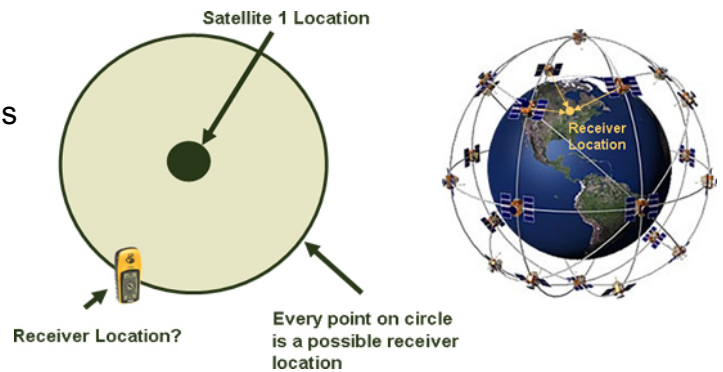 Satellite 1 Location
s
Receiver
Location
Receiver Location?
Every point on circle
is a possible receiver
location